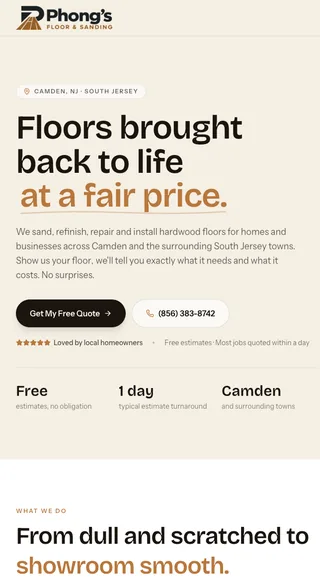 Phong's
FLOOR & SANDING
CAMDEN, NJ · SOUTH JERSEY
Floors brought
back to life
at a fair price.
We sand, refinish, repair and install hardwood floors for homes and
businesses across Camden and the surrounding South Jersey towns.
Show us your floor, we'll tell you exactly what it needs and what it
costs. No surprises.
Get My Free Quote →
(856) 383-8742
★★★★★ Loved by local homeowners · Free estimates · Most jobs quoted within a day
Free
estimates, no obligation
1 day
typical estimate turnaround
Camden
and surrounding towns
WHAT WE DO
From dull and scratched to
showroom smooth.